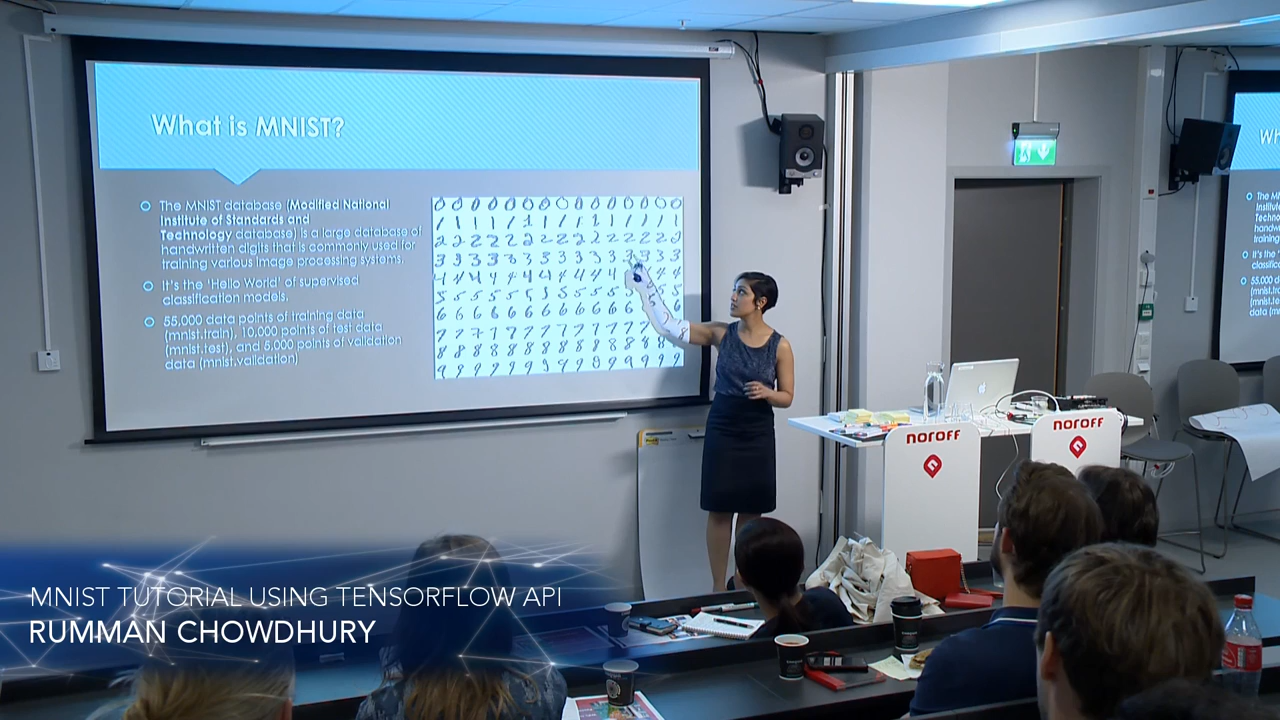 What is MNIST?
The MNIST database (Modified National
Institute of Standards and
Technology database) is a large database of
handwritten digits that is commonly used for
training various image processing systems.
It's the 'Hello World' of supervised
classification models.
55,000 data points of training data
(mnist.train), 10,000 points of test data
(mnist.test), and 5,000 points of validation
data (mnist.validation)
noroff
noroff
MNIST TUTORIAL USING TENSORFLOW API
RUMMAN CHOWDHURY